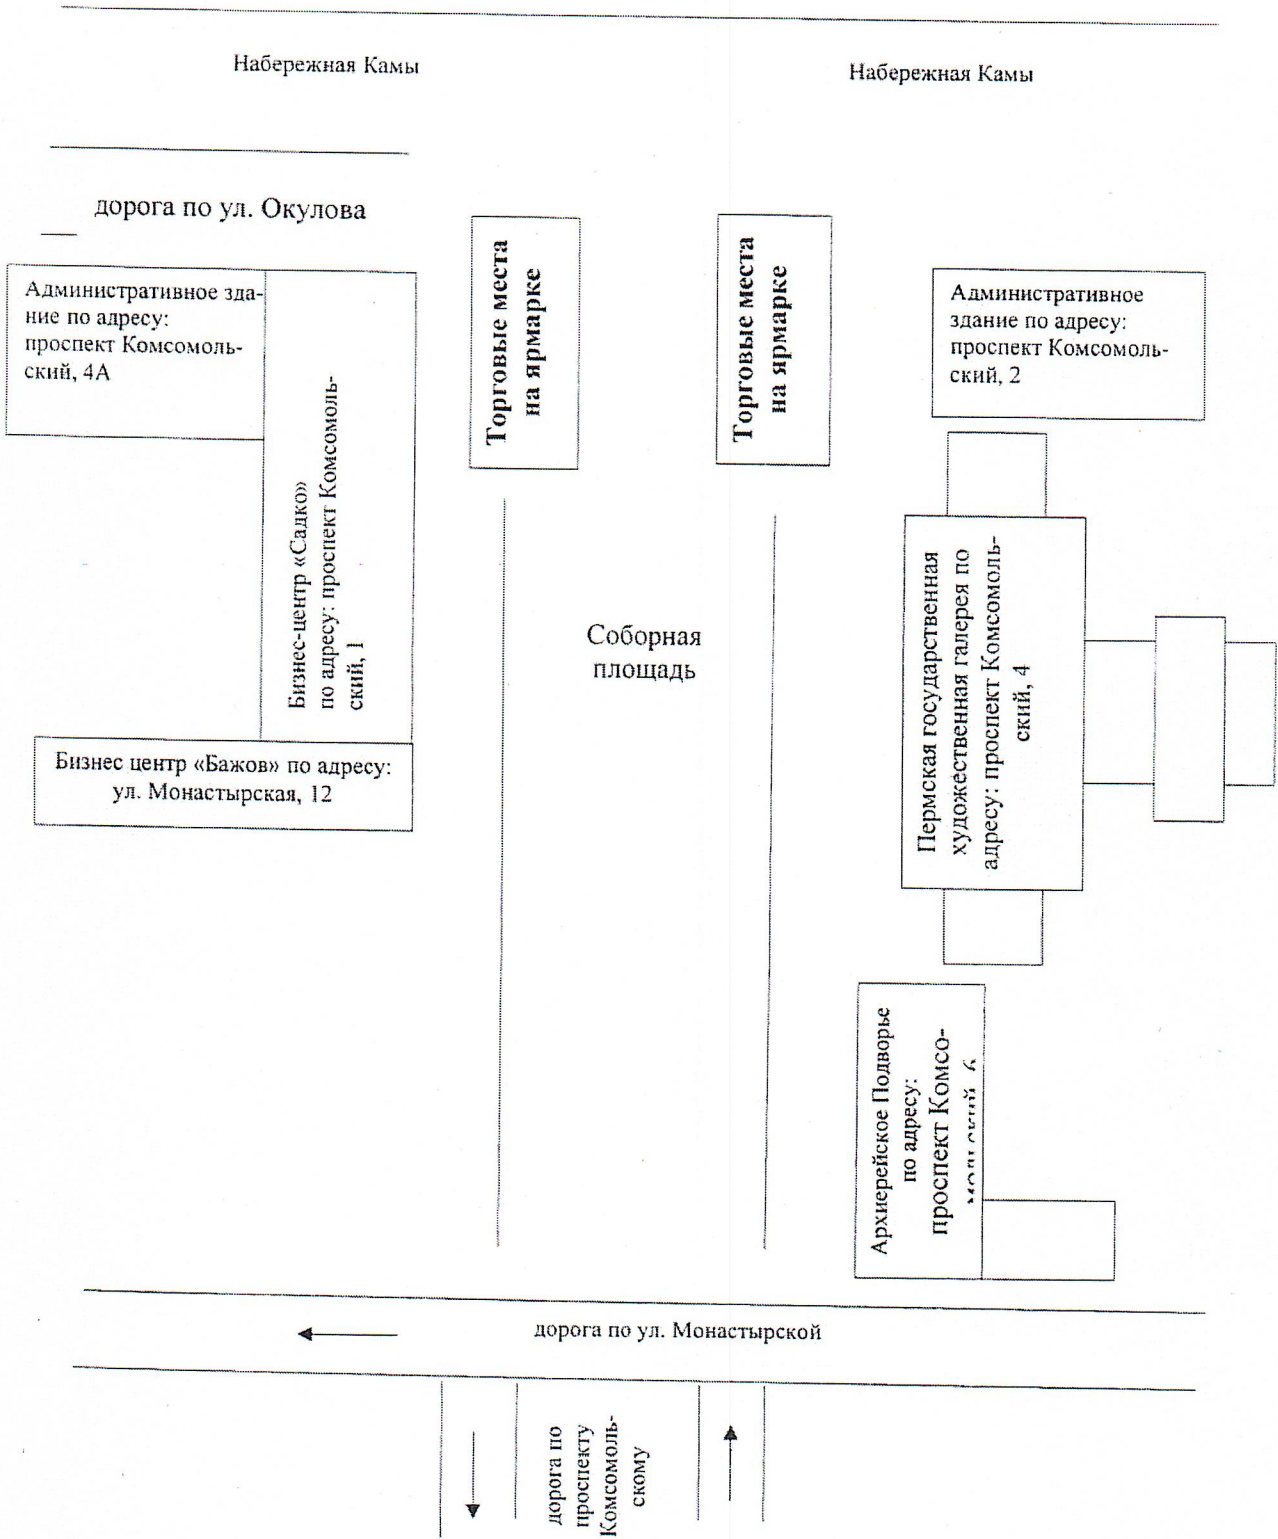 Набережная Камы
Набережная Камы
дорога по ул. Окулова
Административное зда-
ние по адресу:
проспект Комсомоль-
ский, 4А
Бизнес-центр «Садко»
по адресу: проспект Комсомоль-
ский, 1
Бизнес центр «Бажов» по адресу:
ул. Монастырская, 12
Торговые места
на ярмарке
Торговые места
на ярмарке
Соборная
площадь
Административное
здание по адресу:
проспект Комсомоль-
ский, 2
Пермская государственная
художественная галерея по
адресу: проспект Комсомоль-
ский, 4
Архиерейское Подворье
по адресу:
проспект Комсо-
дорога по ул. Монастырской
дорога по
проспекту
Комсомоль-
скому